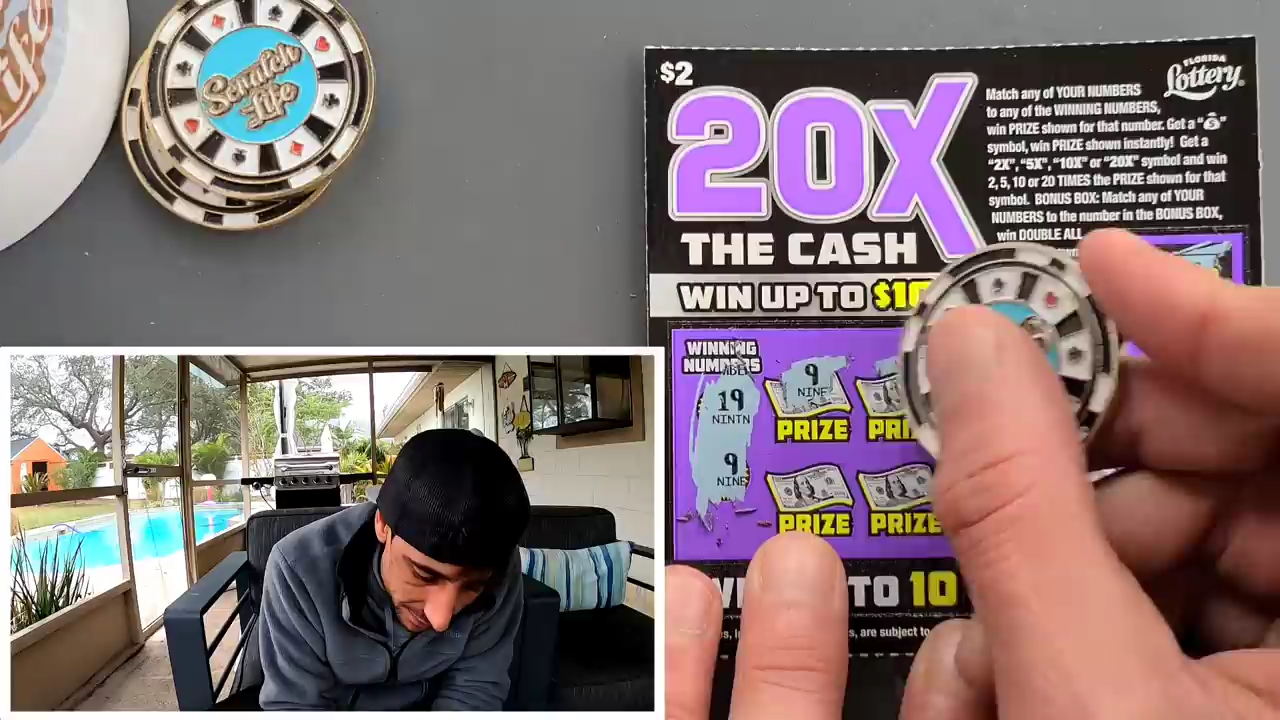 Scratch
Life
$2
20X
THE CASH
WIN UP TO $10
FLORIDA
Lottery
Match any of YOUR NUMBERS
to any of the WINNING NUMBERS,
win PRIZE shown for that number. Get a "$"
symbol, win PRIZE shown instantly! Get a
"2X", "5X", "10X" or "20X" symbol and win
2, 5, 10 or 20 TIMES the PRIZE shown for that
symbol. BONUS BOX: Match any of YOUR
NUMBERS to the number in the BONUS BOX,
win DOUBLE ALL
WINNING
NUMBERS
19
NINTN
9
NINE
9
NINE
PRIZE
PRIZE
PRIZE
TO 10
are subject to